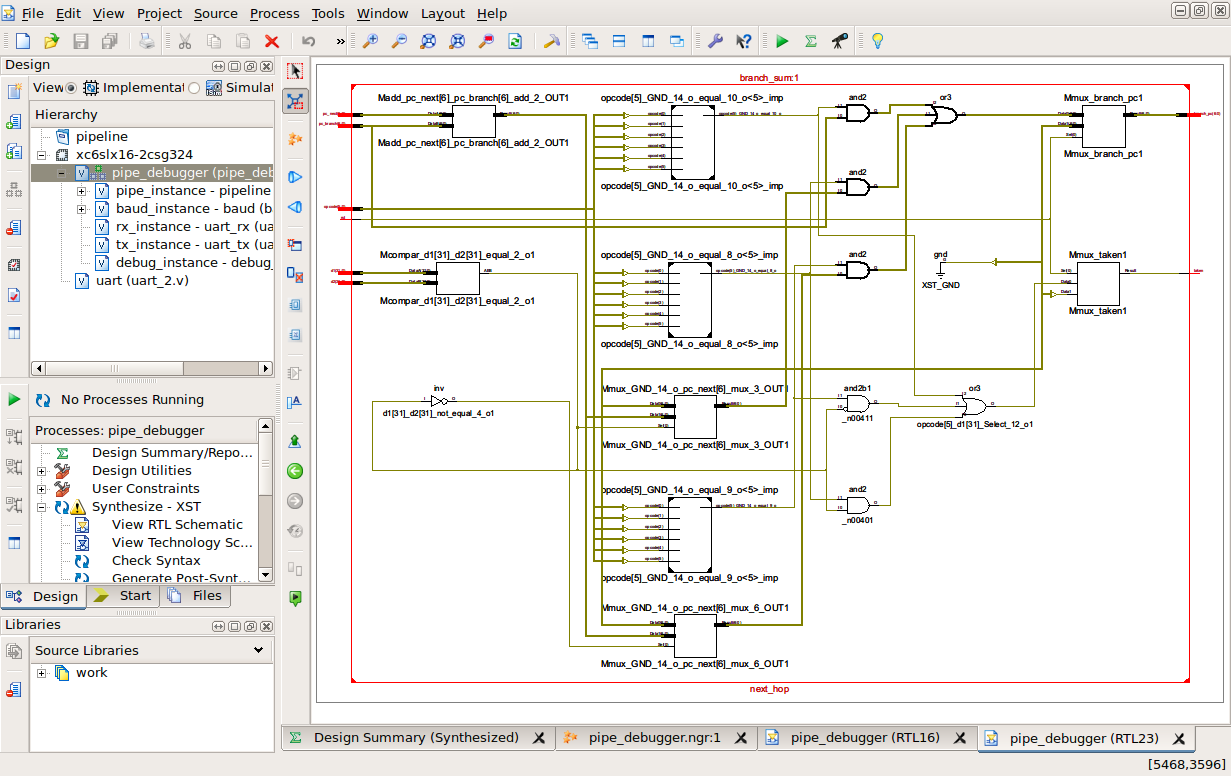 File Edit View Project Source Process Tools Window Layout Help
»
Design
View: Implementat Simulat
Hierarchy
pipeline
xc6slx16-2csg324
pipe_debugger (pipe_deb
pipe_instance - pipeline
baud_instance - baud (b
rx_instance - uart_rx (ua
tx_instance - uart_tx (ua
debug_instance - debug_
uart (uart_2.v)
No Processes Running
Processes: pipe_debugger
Design Summary/Repo...
Design Utilities
User Constraints
Synthesize - XST
View RTL Schematic
View Technology Sc...
Check Syntax
Generate Post-Synt...
Design Start Files
Libraries
Source Libraries
work
branch_sum:1
Madd_pc_next[6]_pc_branch[6]_add_2_OUT1
Madd_pc_next[6]_pc_branch[6]_add_2_OUT1
opcode[5]_GND_14_o_equal_10_o<5>_imp
opcode[5]_GND_14_o_equal_10_o<5>_imp
and2
or3
Mmux_branch_pc1
Mmux_branch_pc1
and2
Mcompar_d1[31]_d2[31]_equal_2_o1
Mcompar_d1[31]_d2[31]_equal_2_o1
opcode[5]_GND_14_o_equal_8_o<5>_imp
opcode[5]_GND_14_o_equal_8_o<5>_imp
and2
gnd
XST_GND
Mmux_taken1
Mmux_taken1
inv
d1[31]_d2[31]_not_equal_4_o1
Mmux_GND_14_o_pc_next[6]_mux_3_OUT1
Mmux_GND_14_o_pc_next[6]_mux_3_OUT1
and2b1
_n00411
or3
opcode[5]_d1[31]_Select_12_o1
opcode[5]_GND_14_o_equal_9_o<5>_imp
opcode[5]_GND_14_o_equal_9_o<5>_imp
and2
_n00401
Mmux_GND_14_o_pc_next[6]_mux_6_OUT1
Mmux_GND_14_o_pc_next[6]_mux_6_OUT1
next_hop
Design Summary (Synthesized) pipe_debugger.ngr:1 pipe_debugger (RTL16) pipe_debugger (RTL23)
[5468,3596]